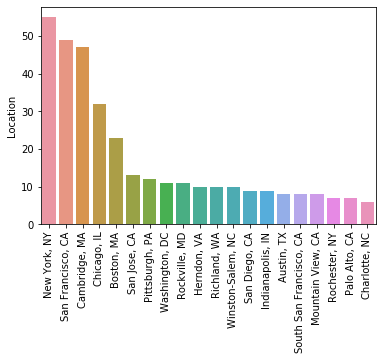 50
40
30
20
10
0
Location
New York, NY
San Francisco, CA
Cambridge, MA
Chicago, IL
Boston, MA
San Jose, CA
Pittsburgh, PA
Washington, DC
Rockville, MD
Herndon, VA
Richland, WA
Winston-Salem, NC
San Diego, CA
Indianapolis, IN
Austin, TX
South San Francisco, CA
Mountain View, CA
Rochester, NY
Palo Alto, CA
Charlotte, NC